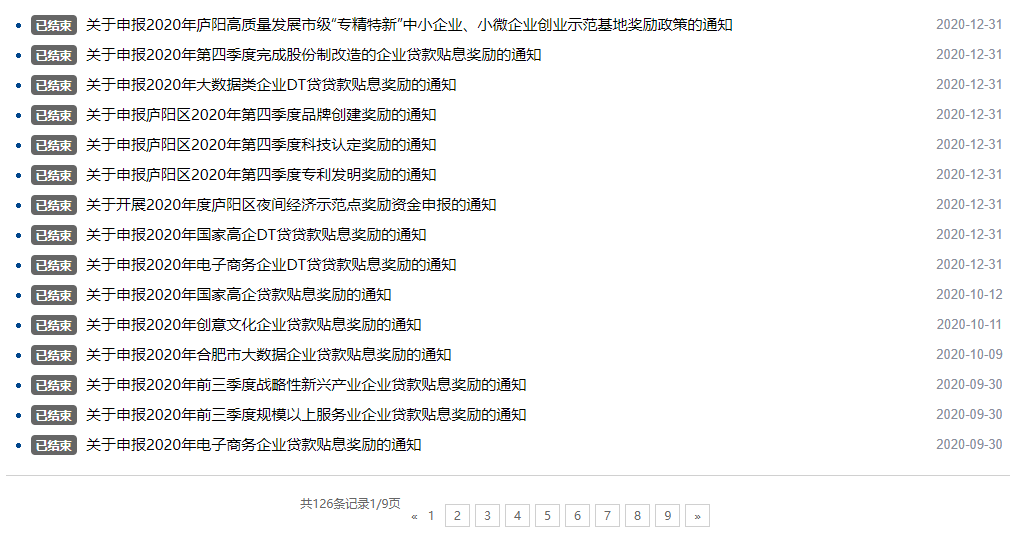 已结束 关于申报2020年庐阳高质量发展市级“专精特新”中小企业、小微企业创业示范基地奖励政策的通知 2020-12-31
已结束 关于申报2020年第四季度完成股份制改造的企业贷款贴息奖励的通知 2020-12-31
已结束 关于申报2020年大数据类企业DT贷贷款贴息奖励的通知 2020-12-31
已结束 关于申报庐阳区2020年第四季度品牌创建奖励的通知 2020-12-31
已结束 关于申报庐阳区2020年第四季度科技认定奖励的通知 2020-12-31
已结束 关于申报庐阳区2020年第四季度专利发明奖励的通知 2020-12-31
已结束 关于开展2020年度庐阳区夜间经济示范点奖励资金申报的通知 2020-12-31
已结束 关于申报2020年国家高企DT贷贷款贴息奖励的通知 2020-12-31
已结束 关于申报2020年电子商务企业DT贷贷款贴息奖励的通知 2020-12-31
已结束 关于申报2020年国家高企贷款贴息奖励的通知 2020-10-12
已结束 关于申报2020年创意文化企业贷款贴息奖励的通知 2020-10-11
已结束 关于申报2020年合肥市大数据企业贷款贴息奖励的通知 2020-10-09
已结束 关于申报2020年前三季度战略性新兴产业企业贷款贴息奖励的通知 2020-09-30
已结束 关于申报2020年前三季度规模以上服务业企业贷款贴息奖励的通知 2020-09-30
已结束 关于申报2020年电子商务企业贷款贴息奖励的通知 2020-09-30
共126条记录1/9页 « 1 2 3 4 5 6 7 8 9 »